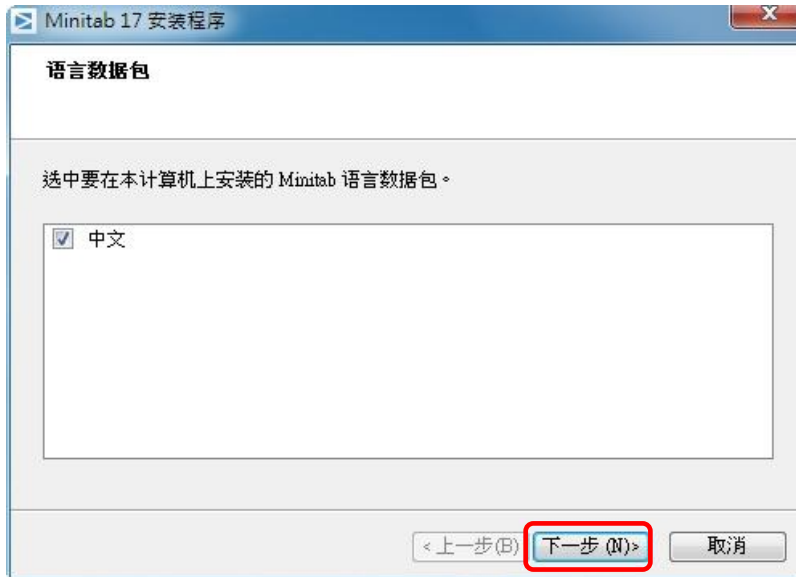 Minitab 17 安装程序
语言数据包
选中要在本计算机上安装的 Minitab 语言数据包。
中文
<上一步(B) 下一步 (N)> 取消